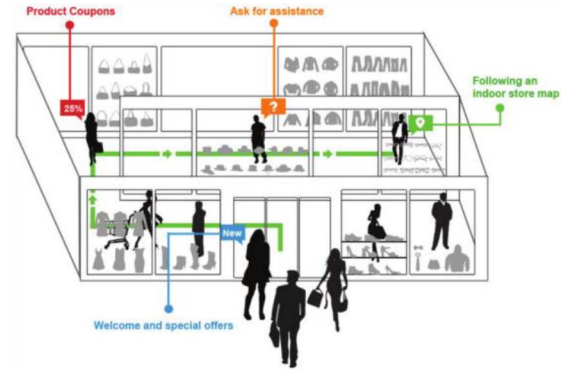 Product Coupons
Ask for assistance
Following an
indoor store map
25%
?
New
Welcome and special offers